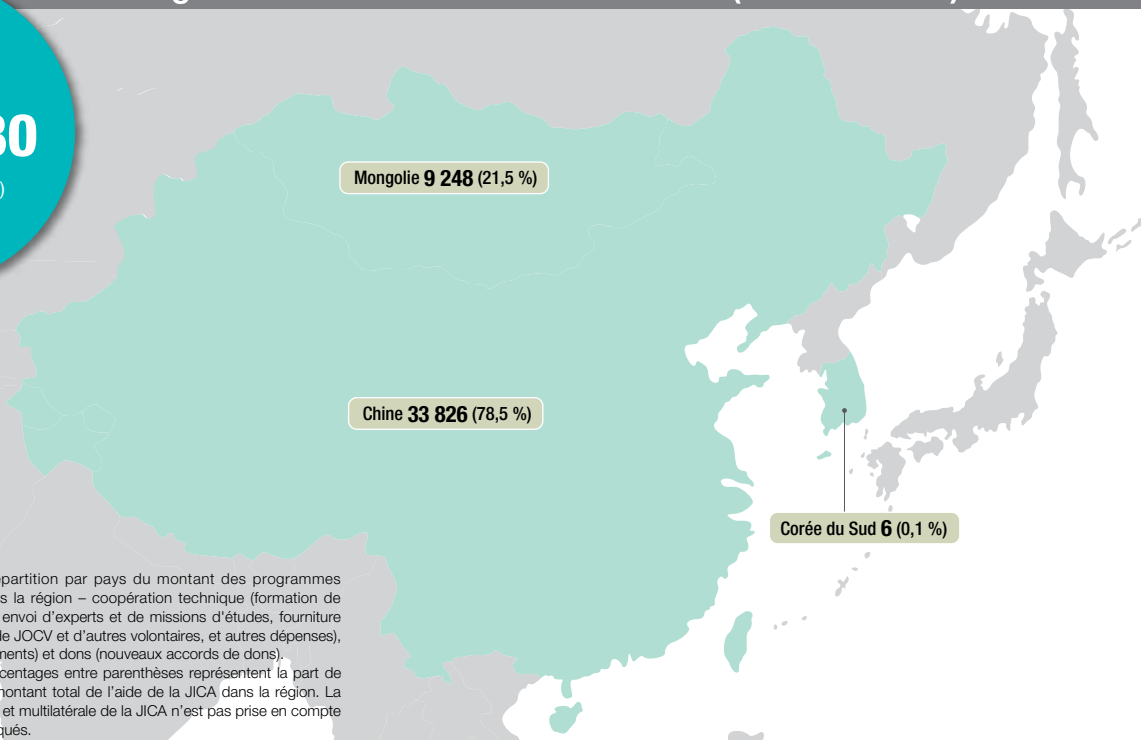 (
)
30
)
Mongolie 9 248 (21,5 %)
Chine 33 826 (78,5 %)
Corée du Sud 6 (0,1 %)
partition par pays du montant des programmes
s la région – coopération technique (formation de
envoi d’experts et de missions d'études, fourniture
de JOCV et d’autres volontaires, et autres dépenses),
ments) et dons (nouveaux accords de dons).
centages entre parenthèses représentent la part de
montant total de l’aide de la JICA dans la région. La
et multilatérale de la JICA n’est pas prise en compte
qués.